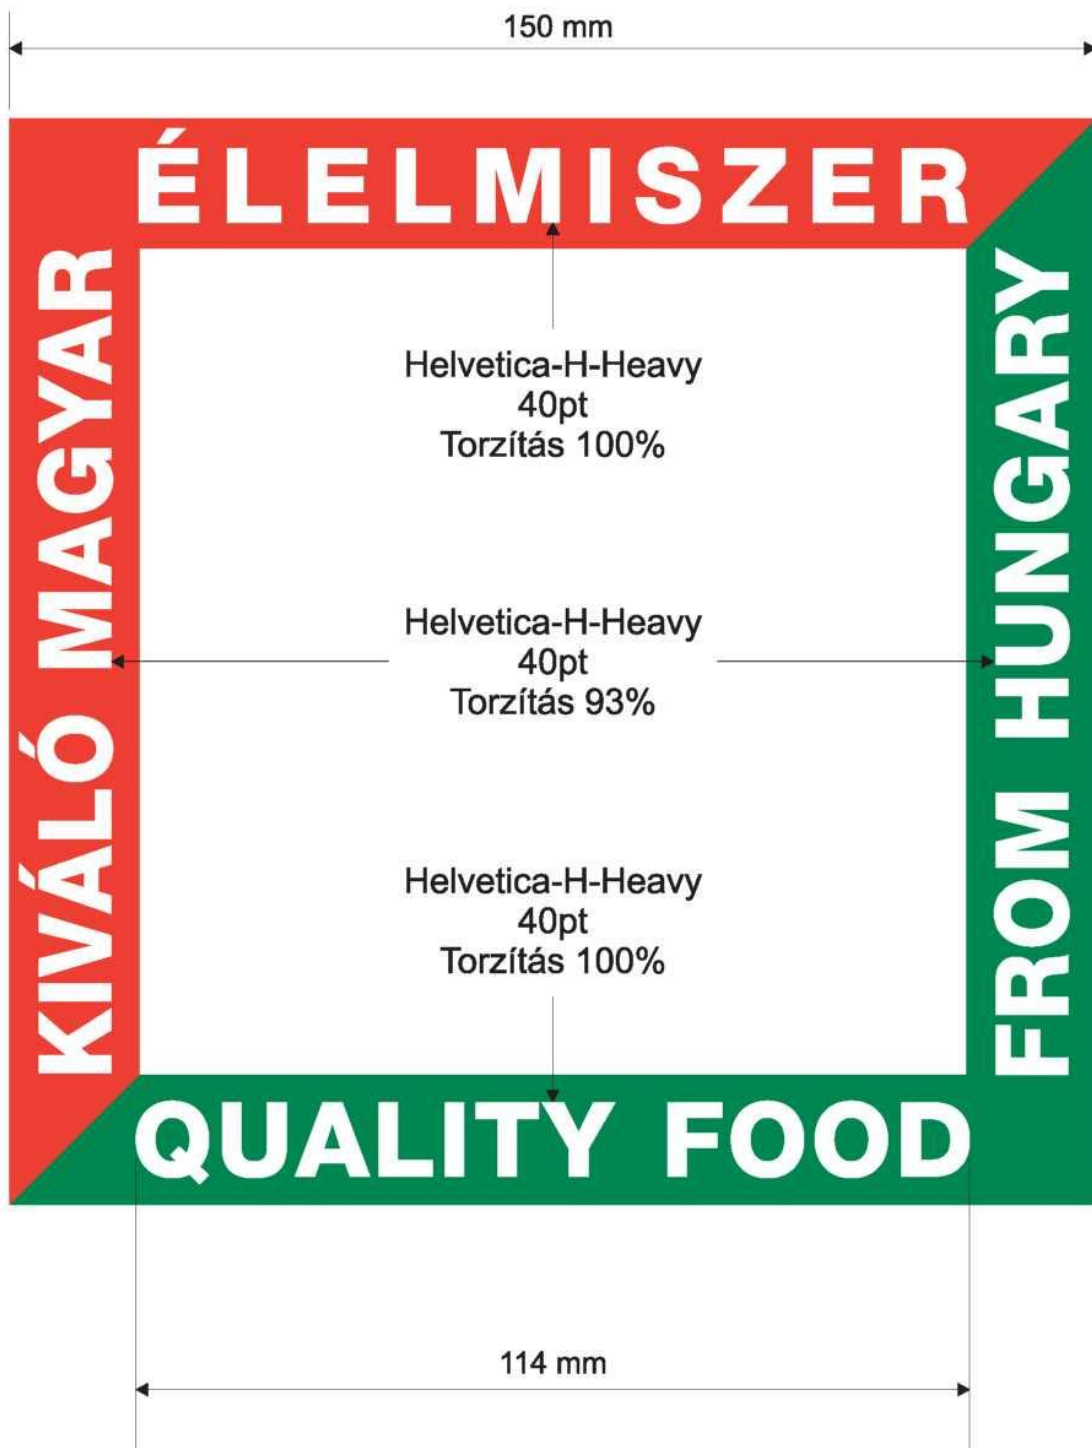 150 mm
ÉLELMISZER
KIVÁLÓ MAGYAR
Helvetica-H-Heavy
40pt
Torzítás 100%
Helvetica-H-Heavy
40pt
Torzítás 93%
Helvetica-H-Heavy
40pt
Torzítás 100%
FROM HUNGARY
QUALITY FOOD
114 mm